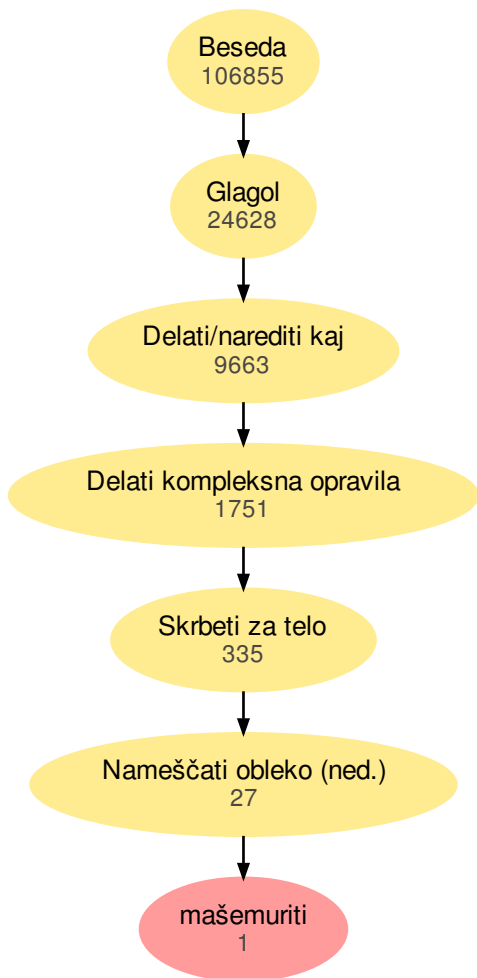 Beseda
106855
Glagol
24628
Delati/narediti kaj
9663
Delati kompleksna opravila
1751
Skrbeti za telo
335
Nameščati obleko (ned.)
27
mašemuriti
1